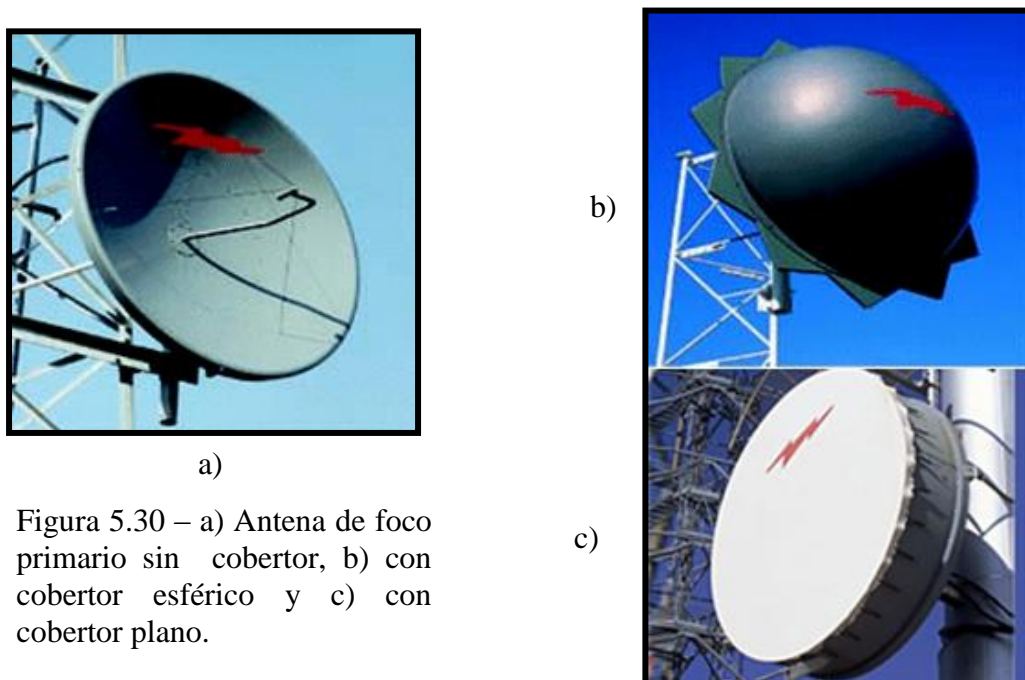 a)
b)
c)
Figura 5.30 – a) Antena de foco
primario sin cobertor, b) con
cobertor esférico y c) con
cobertor plano.